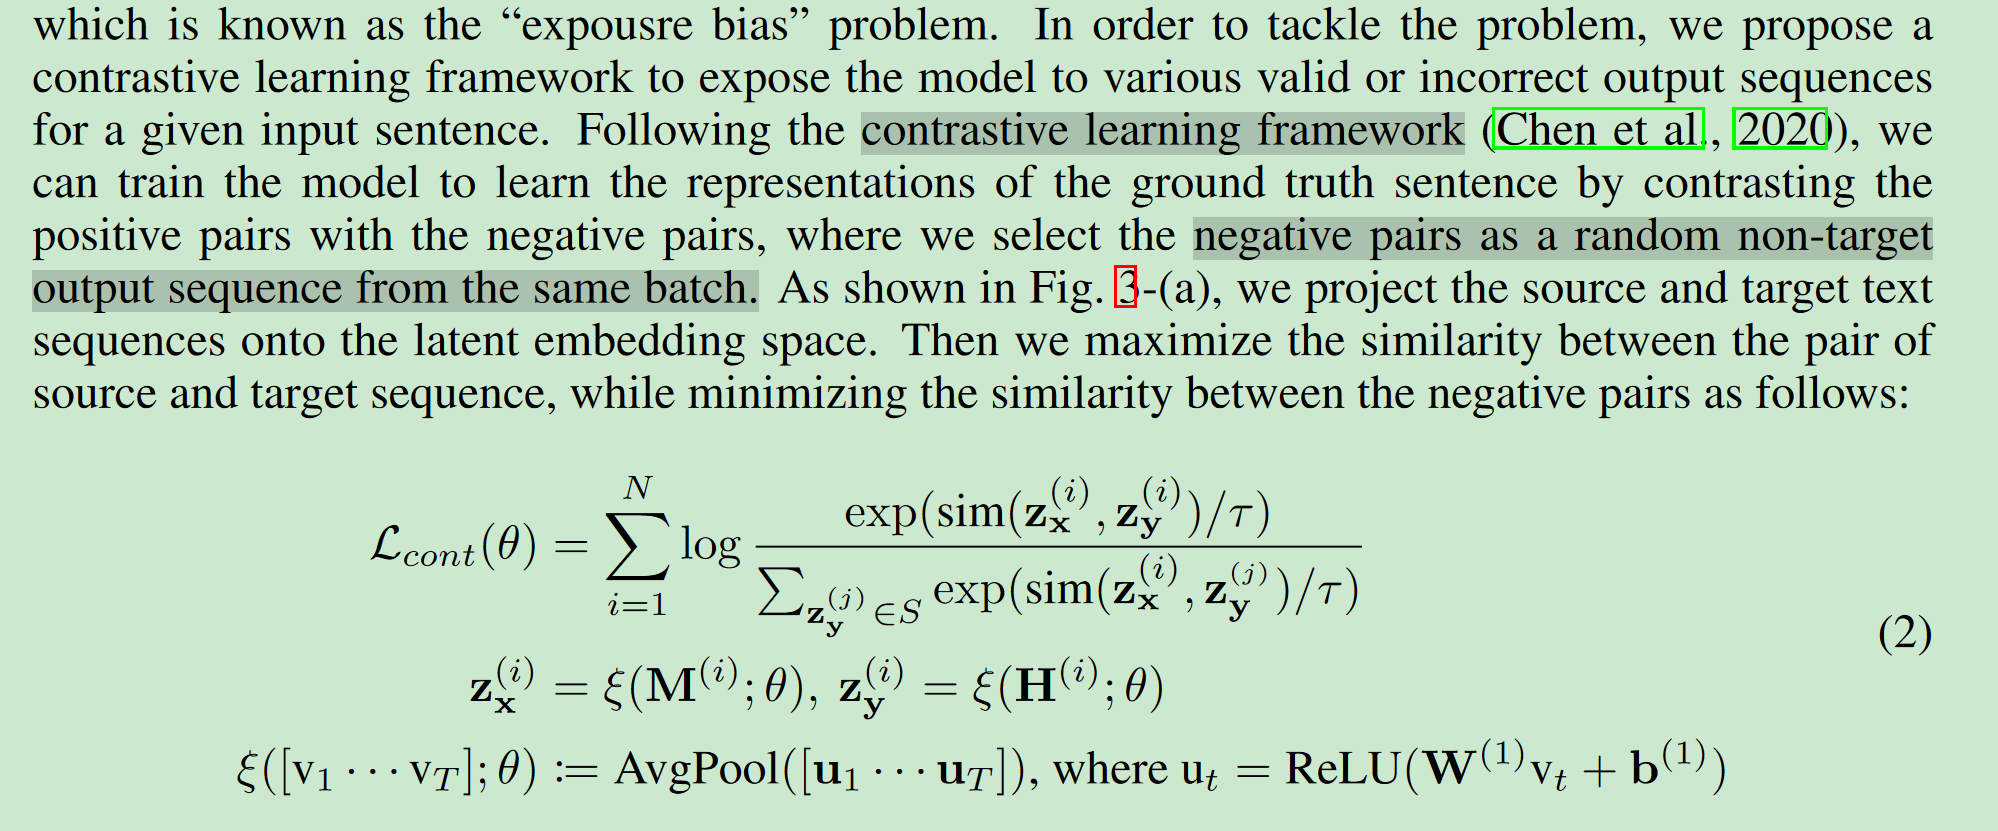 which is known as the “expousre bias” problem. In order to tackle the problem, we propose a
contrastive learning framework to expose the model to various valid or incorrect output sequences
for a given input sentence. Following the contrastive learning framework (Chen et al., 2020), we
can train the model to learn the representations of the ground truth sentence by contrasting the
positive pairs with the negative pairs, where we select the negative pairs as a random non-target
output sequence from the same batch. As shown in Fig. 3-(a), we project the source and target text
sequences onto the latent embedding space. Then we maximize the similarity between the pair of
source and target sequence, while minimizing the similarity between the negative pairs as follows:
\mathcal{L}_{cont}(\theta) = \sum_{i=1}^{N} \log \frac{\exp(\text{sim}(\mathbf{z}_{\mathbf{x}}^{(i)}, \mathbf{z}_{\mathbf{y}}^{(i)})/\tau)}{\sum_{\mathbf{z}_{\mathbf{y}}^{(j)} \in S} \exp(\text{sim}(\mathbf{z}_{\mathbf{x}}^{(i)}, \mathbf{z}_{\mathbf{y}}^{(j)})/\tau)}
\mathbf{z}_{\mathbf{x}}^{(i)} = \xi(\mathbf{M}^{(i)}; \theta), \mathbf{z}_{\mathbf{y}}^{(i)} = \xi(\mathbf{H}^{(i)}; \theta) (2)
\xi([\text{v}_1 \cdots \text{v}_T]; \theta) := \text{AvgPool}([\mathbf{u}_1 \cdots \mathbf{u}_T]), \text{where } \text{u}_t = \text{ReLU}(\mathbf{W}^{(1)}\text{v}_t + \mathbf{b}^{(1)})